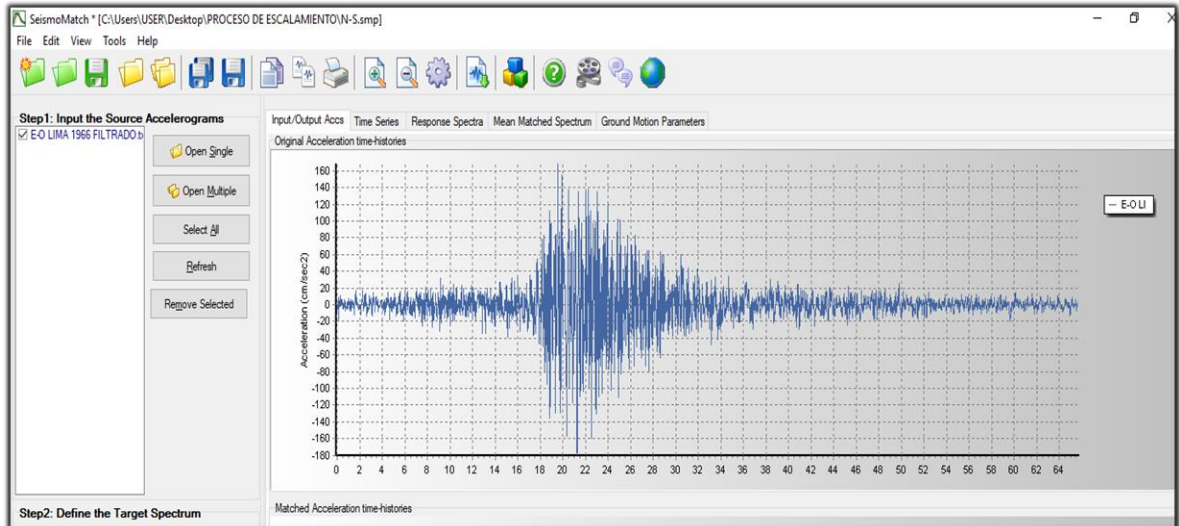 SeismoMatch * [C:\Users\USER\Desktop\PROCESO DE ESCALAMIENTO\N-S.smp]
File Edit View Tools Help
Step1: Input the Source Accelerograms
E-O LIMA 1966 FILTRADO.t
Open Single
Open Multiple
Select All
Refresh
Remove Selected
Step2: Define the Target Spectrum
Input/Output Accs Time Series Response Spectra Mean Matched Spectrum Ground Motion Parameters
Original Acceleration time-histories
Acceleration (cm/sec2)
160
140
120
100
80
60
40
20
0
-20
-40
-60
-80
-100
-120
-140
-160
-180
0 2 4 6 8 10 12 14 16 18 20 22 24 26 28 30 32 34 36 38 40 42 44 46 48 50 52 54 56 58 60 62 64
E-O LI
Matched Acceleration time-histories